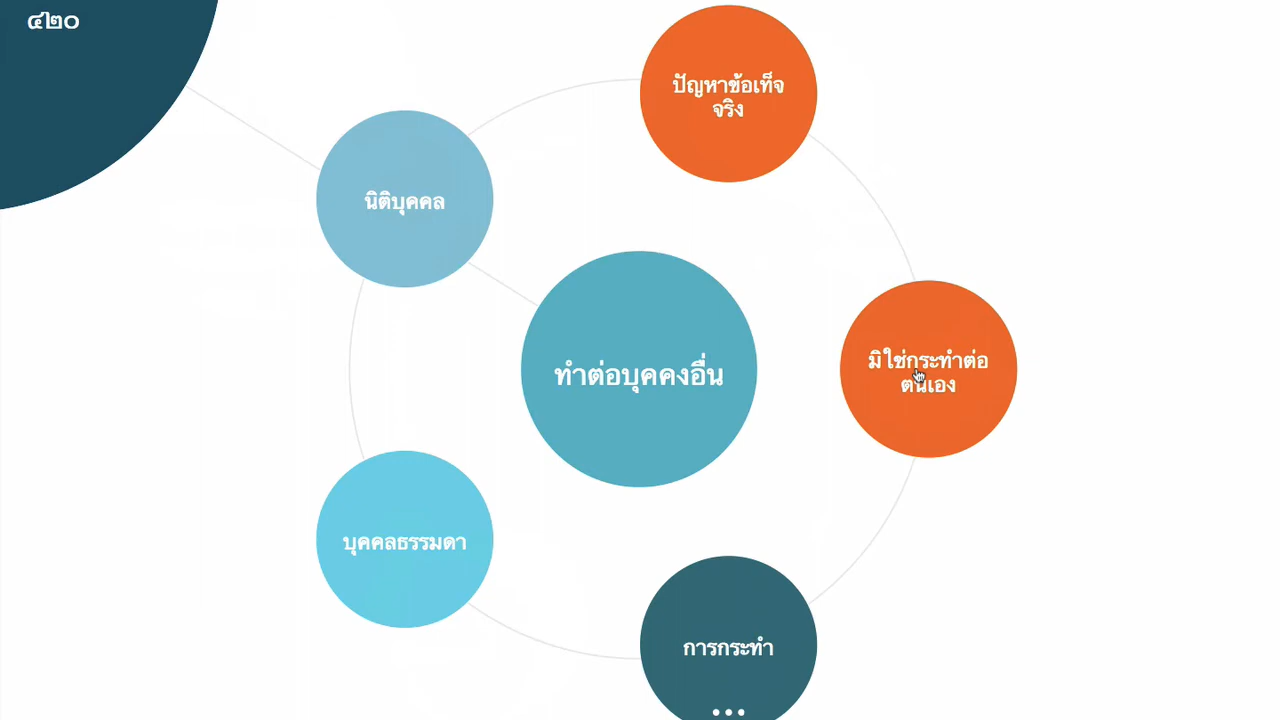 ๔๒๐
ปัญหาข้อเท็จ
จริง
นิติบุคคล
ทำต่อบุคคงอื่น
มิใช่กระทำต่อ
ตนเอง
บุคคลธรรมดา
การกระทำ
...